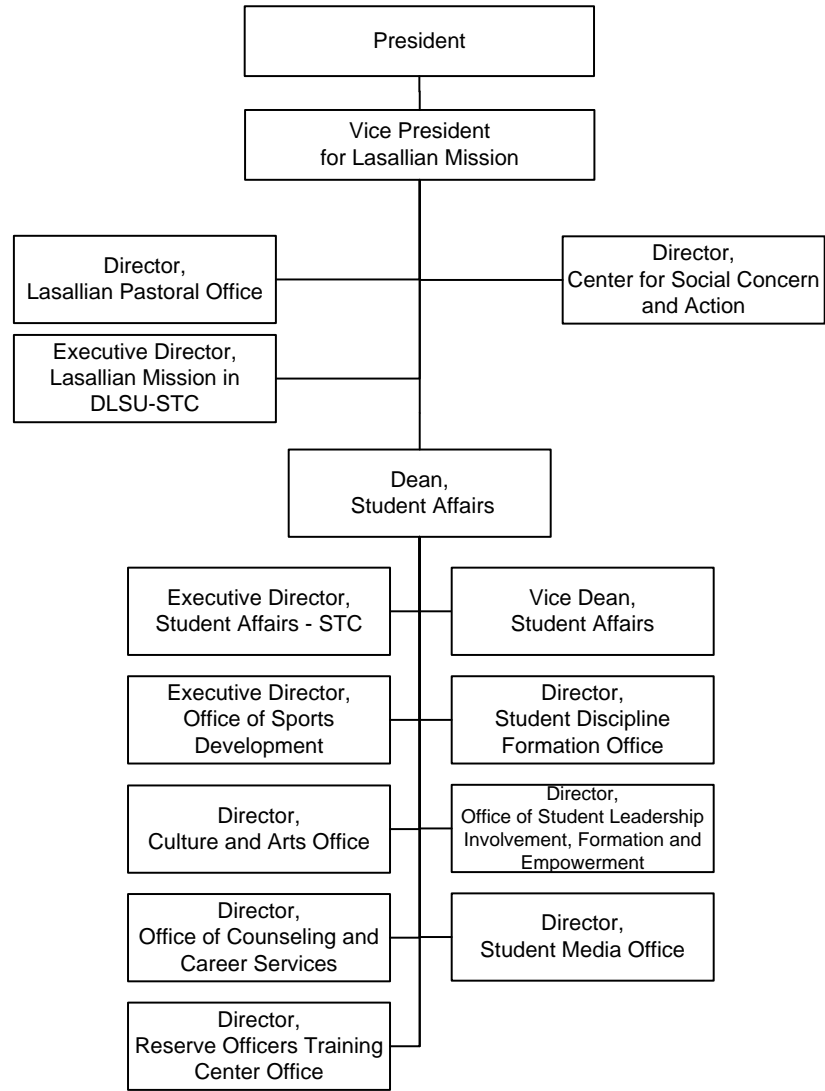 President
Vice President
for Lasallian Mission
Director,
Lasallian Pastoral Office
Director,
Center for Social Concern
and Action
Executive Director,
Lasallian Mission in
DLSU-STC
Dean,
Student Affairs
Executive Director,
Student Affairs - STC
Vice Dean,
Student Affairs
Executive Director,
Office of Sports
Development
Director,
Student Discipline
Formation Office
Director,
Culture and Arts Office
Director,
Office of Student Leadership
Involvement, Formation and
Empowerment
Director,
Office of Counseling and
Career Services
Director,
Student Media Office
Director,
Reserve Officers Training
Center Office